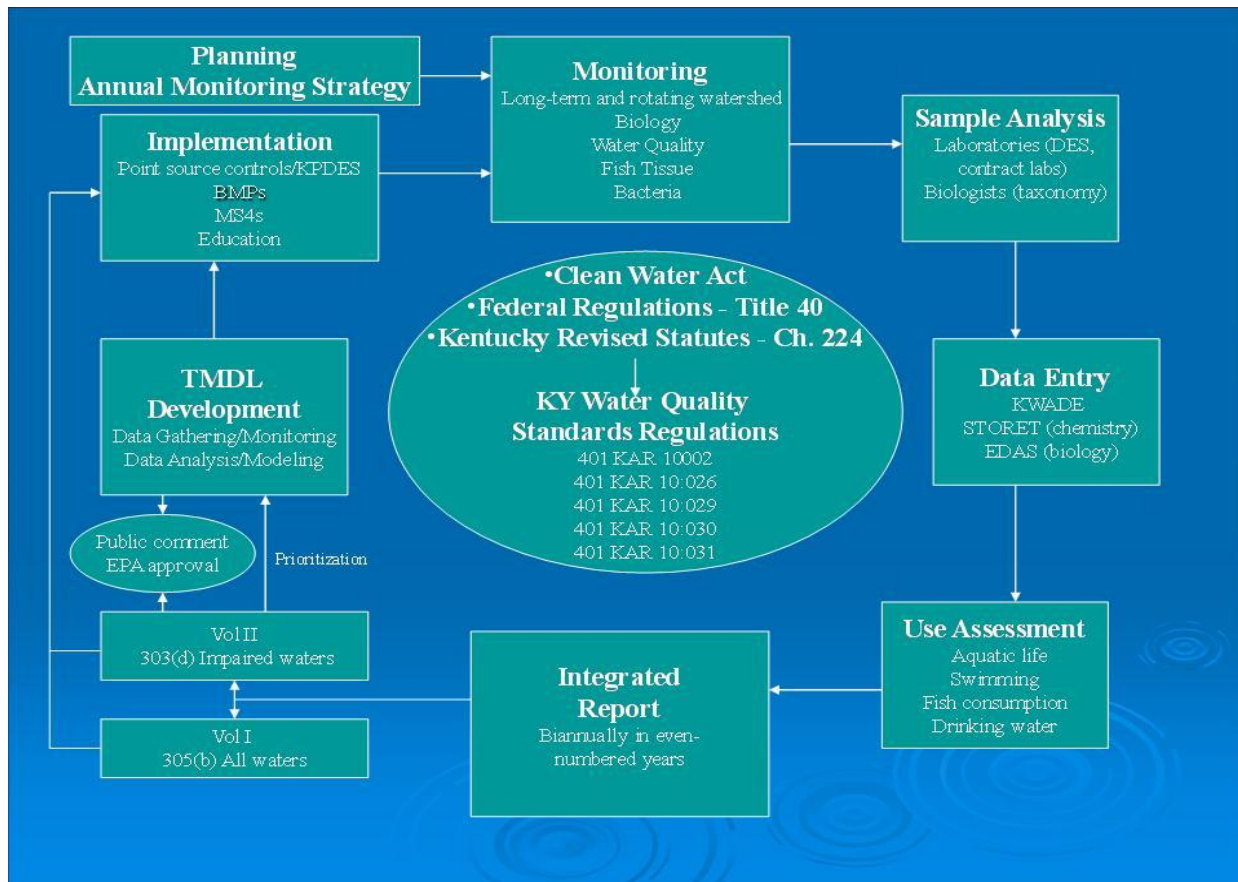 Planning
Annual Monitoring Strategy
Monitoring
Long-term and rotating watershed
Biology
Water Quality
Fish Tissue
Bacteria
Sample Analysis
Laboratories (DES,
contract labs)
Biologists (taxonomy)
Implementation
Point source controls/KPDES
BMPs
MS4s
Education
•Clean Water Act
•Federal Regulations - Title 40
•Kentucky Revised Statutes - Ch. 224
KY Water Quality
Standards Regulations
401 KAR 10002
401 KAR 10:026
401 KAR 10:029
401 KAR 10:030
401 KAR 10:031
TMDL
Development
Data Gathering/Monitoring
Data Analysis/Modeling
Data Entry
KWADE
STORET (chemistry)
EDAS (biology)
Public comment
EPA approval
Prioritization
Vol II
303(d) Impaired waters
Vol I
305(b) All waters
Integrated
Report
Biannually in even-
numbered years
Use Assessment
Aquatic life
Swimming
Fish consumption
Drinking water